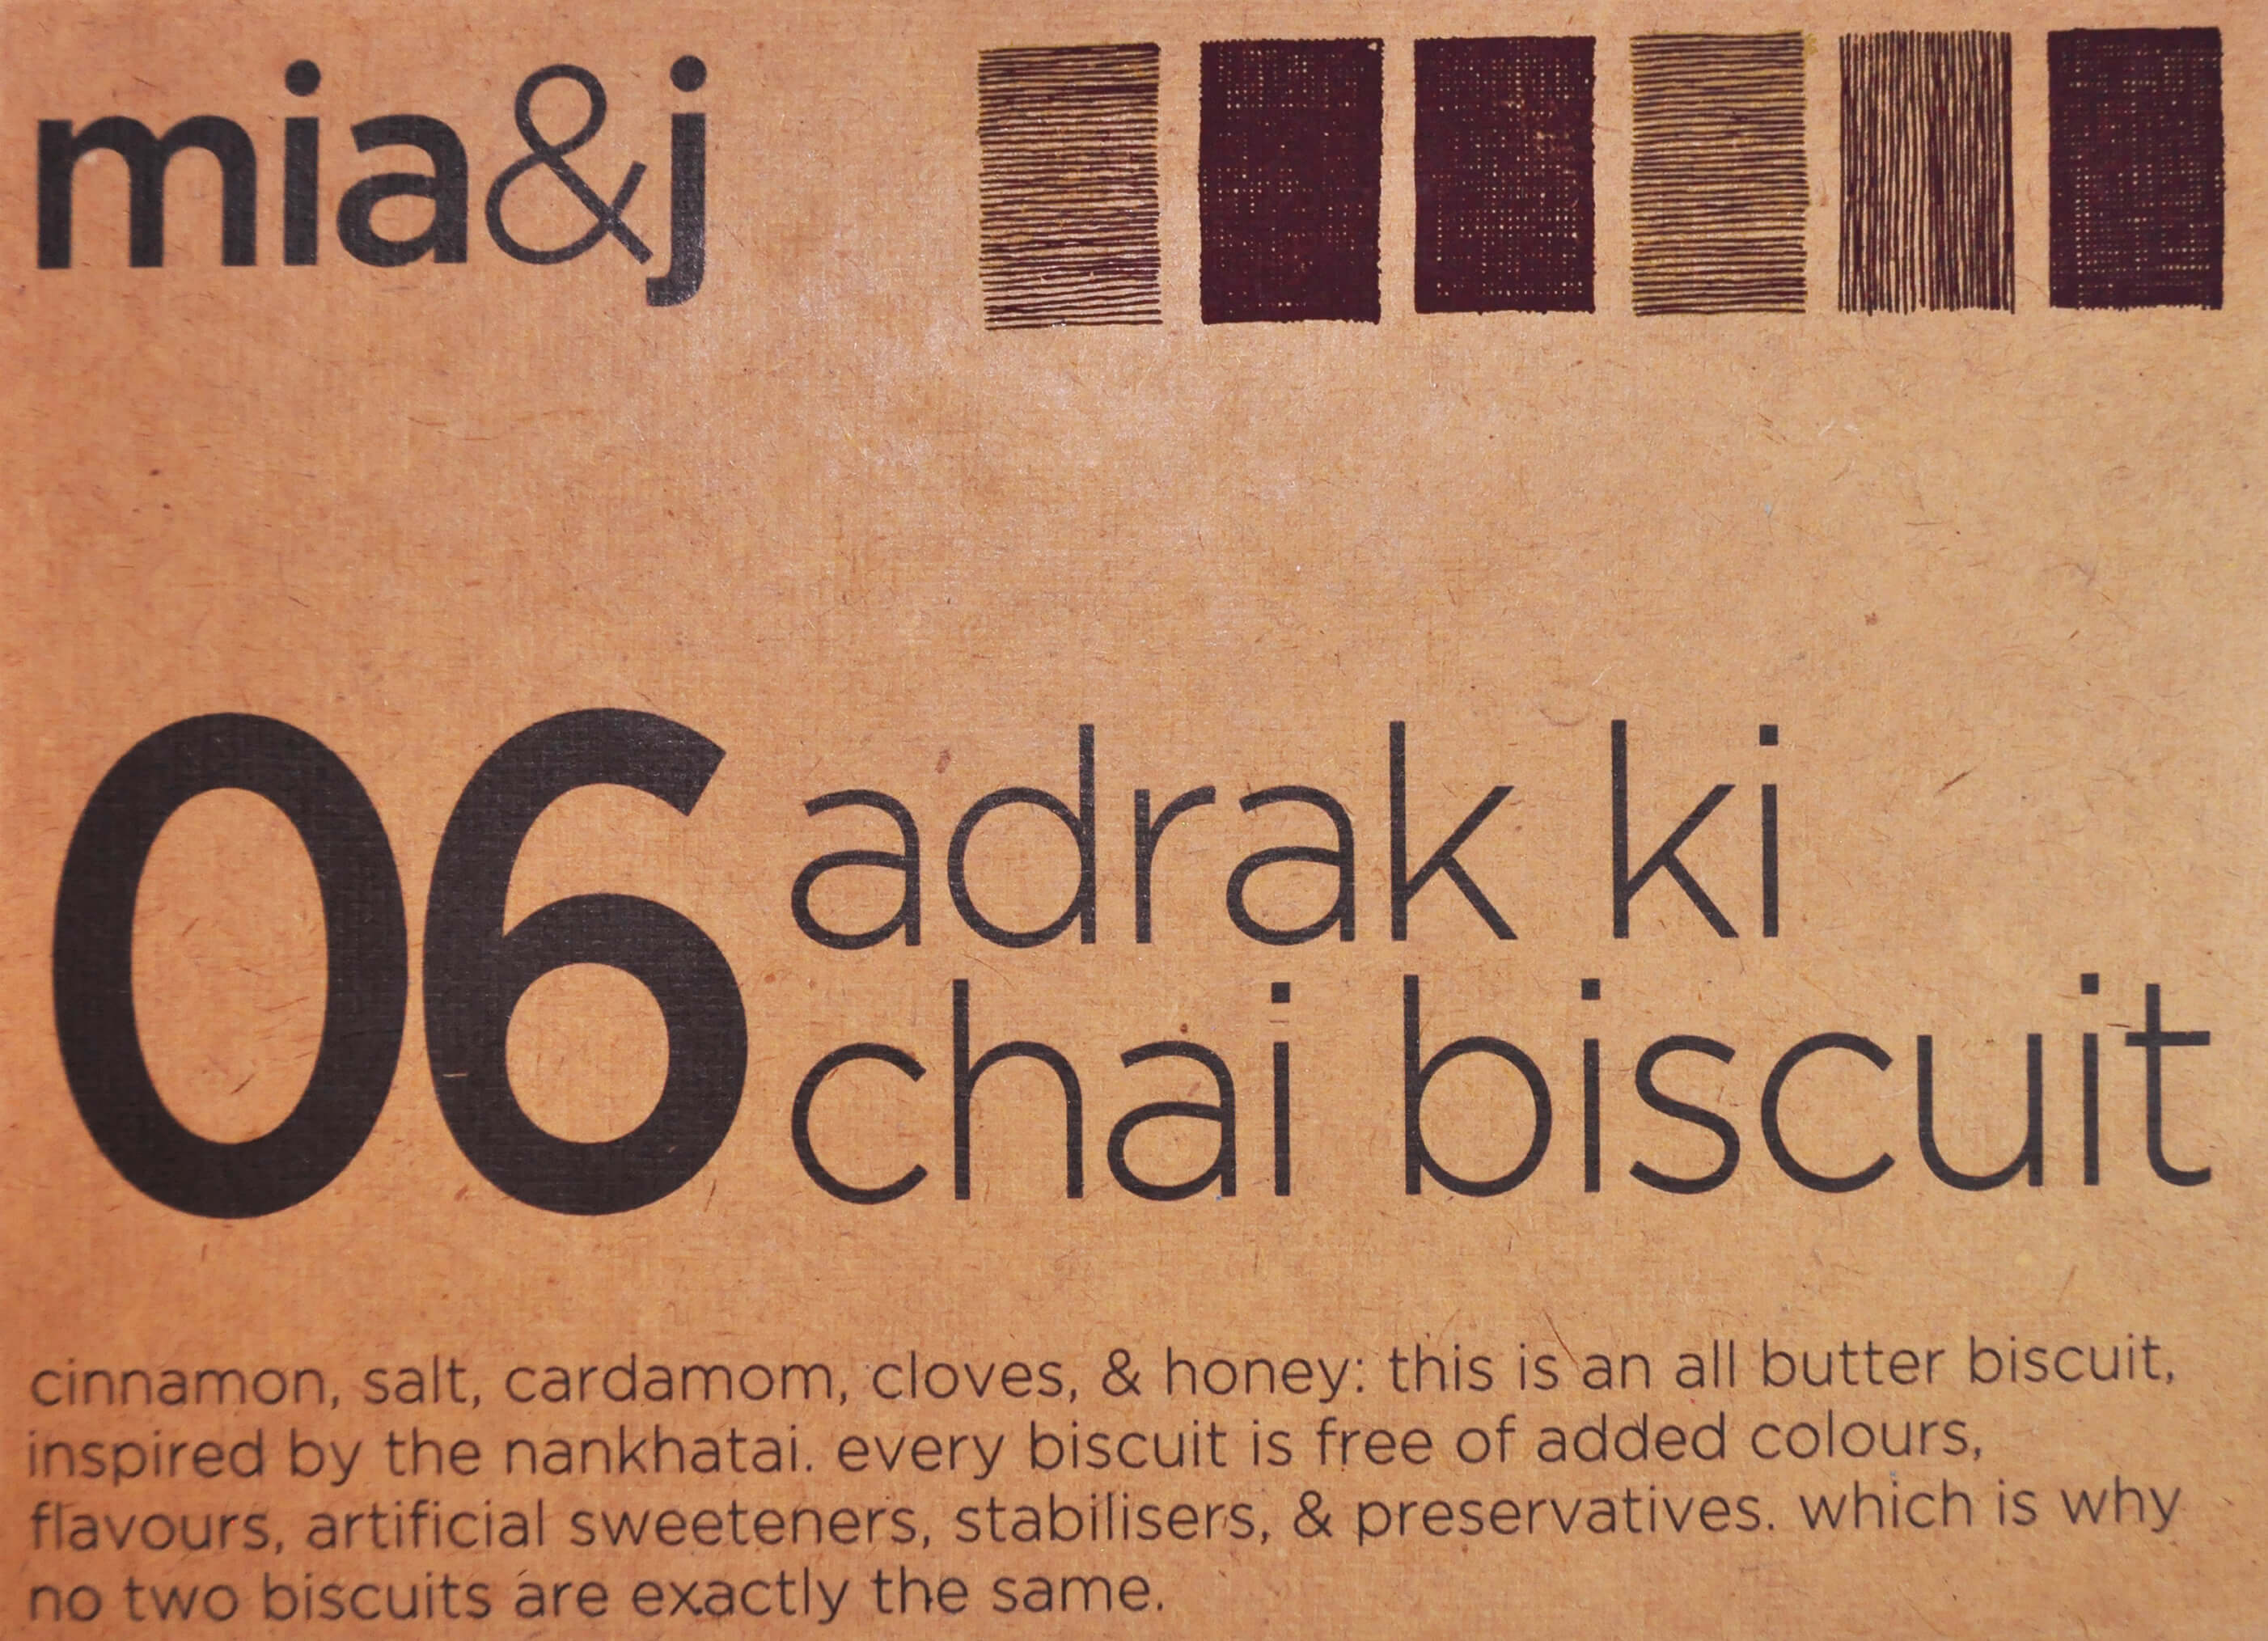 mia&j
06 adrak ki
chai biscuit
cinnamon, salt, cardamom, cloves, & honey: this is an all butter biscuit,
inspired by the nankhatai. every biscuit is free of added colours,
flavours, artificial sweeteners, stabilisers, & preservatives. which is why
no two biscuits are exactly the same.